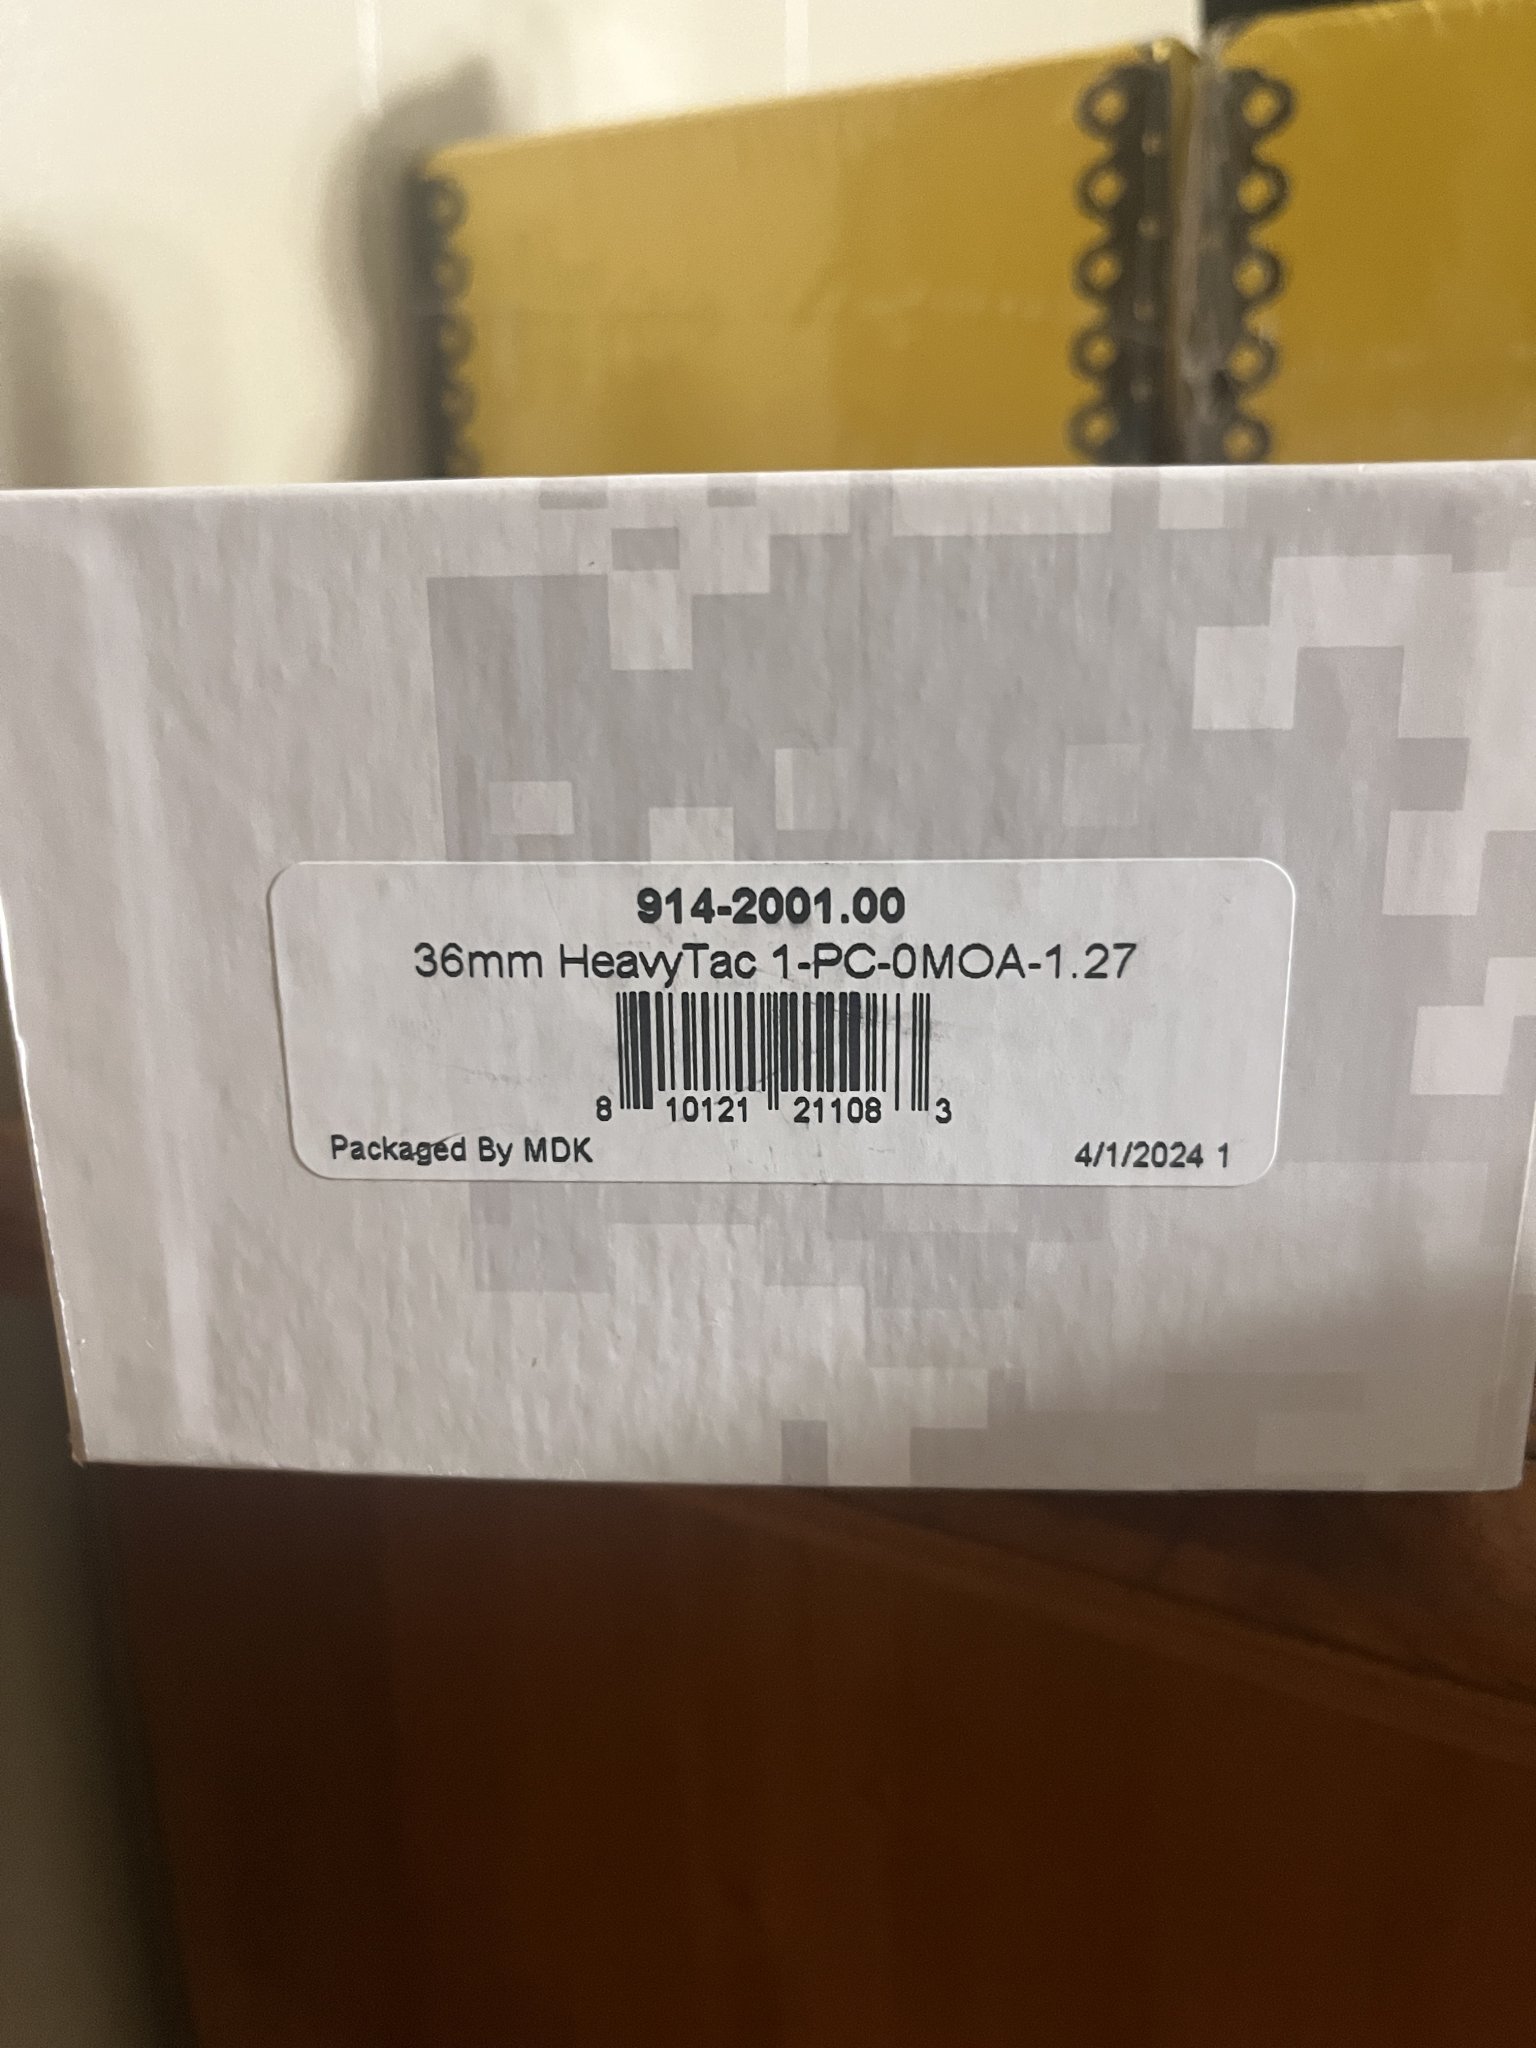 914-2001.00
36mm HeavyTac 1-PC-0MOA-1.27
8 10121 21108 3
Packaged By MDK 4/1/2024 1